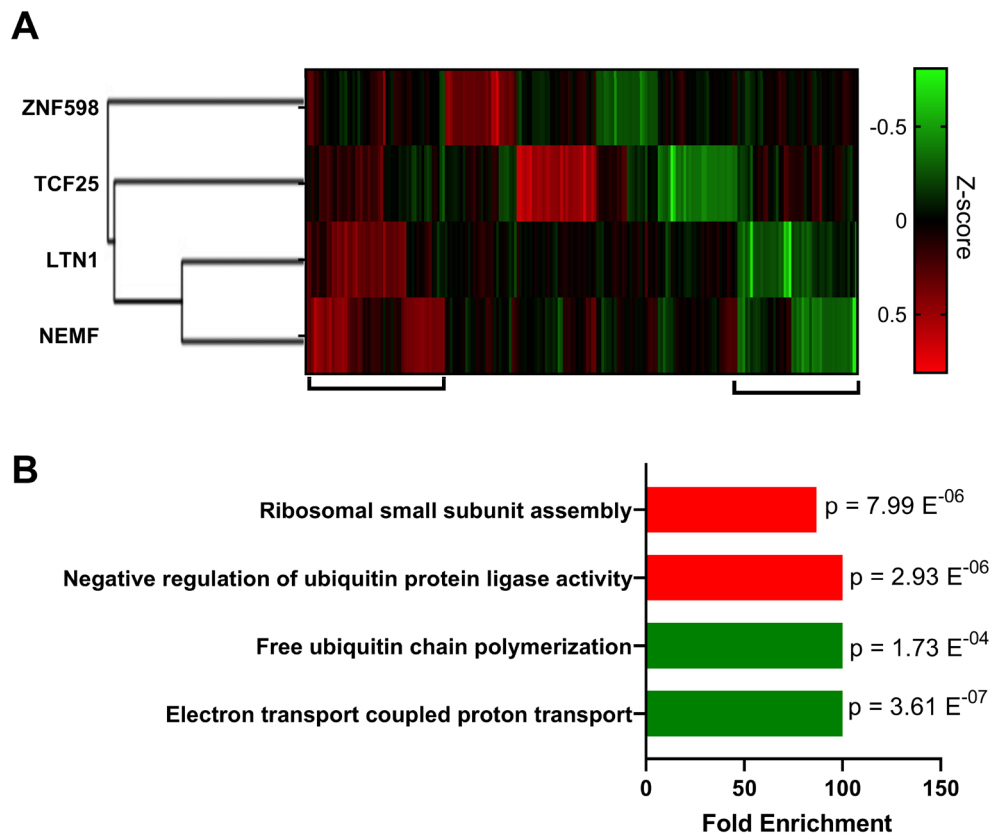 A
ZNF598
TCF25
LTN1
NEMF
-0.5
0
0.5
Z-score
B
Ribosomal small subunit assembly
p = 7.99 E-06
Negative regulation of ubiquitin protein ligase activity
p = 2.93 E-06
Free ubiquitin chain polymerization
p = 1.73 E-04
Electron transport coupled proton transport
p = 3.61 E-07
0 50 100 150
Fold Enrichment